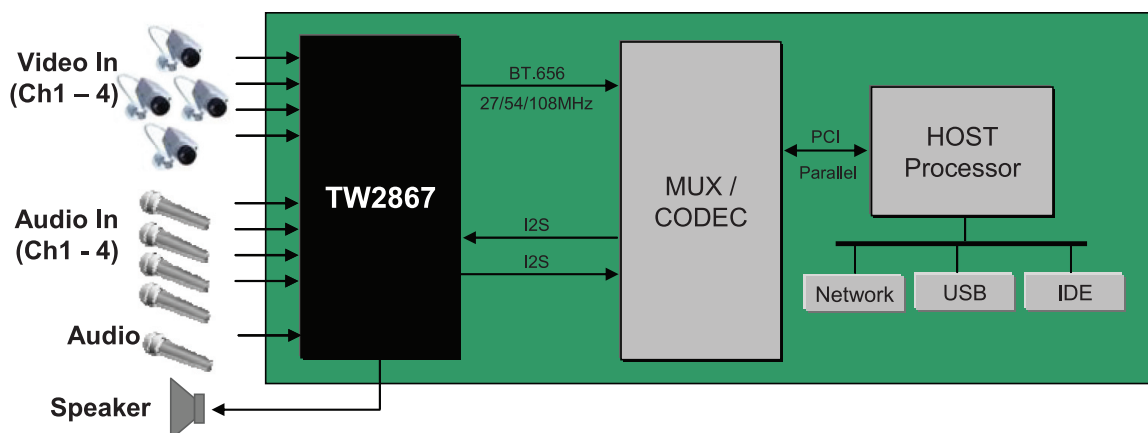 Video In
(Ch1 – 4)
Audio In
(Ch1 - 4)
Audio
Speaker
TW2867
BT.656
27/54/108MHz
I2S
I2S
MUX /
CODEC
PCI
Parallel
HOST
Processor
Network
USB
IDE